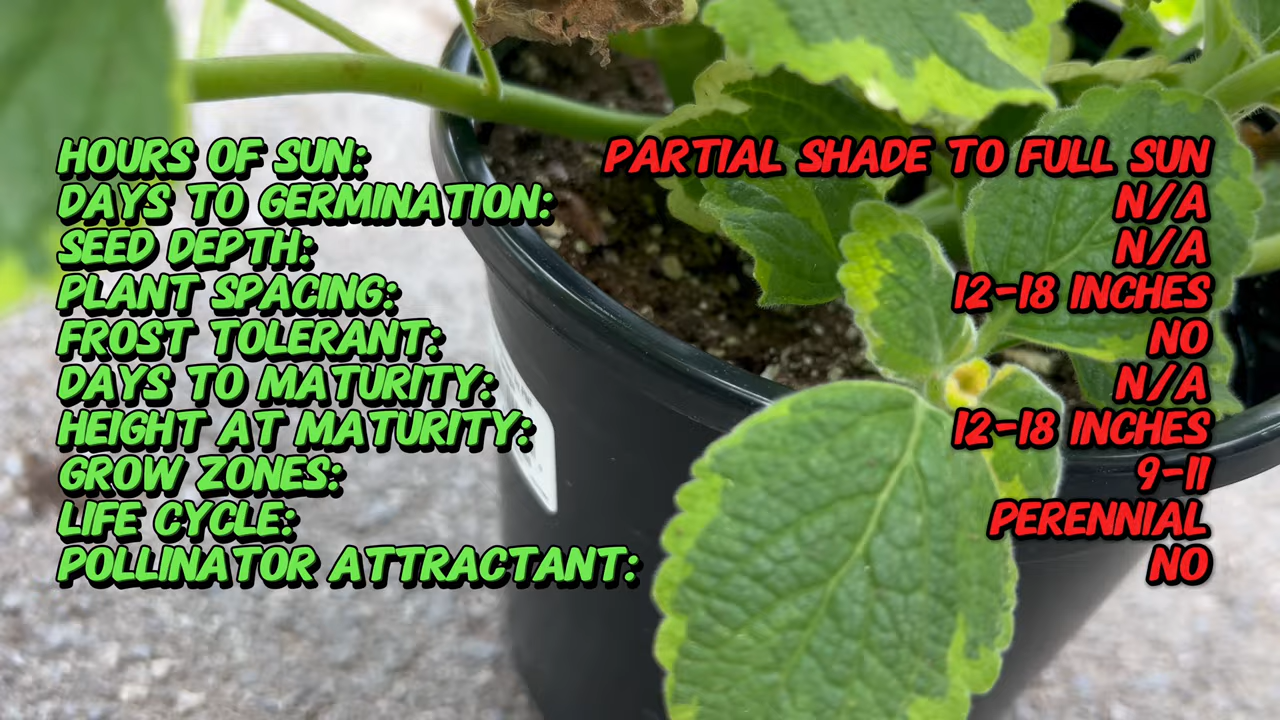 HOURS OF SUN: PARTIAL SHADE TO FULL SUN
DAYS TO GERMINATION: N/A
SEED DEPTH: N/A
PLANT SPACING: 12-18 INCHES
FROST TOLERANT: NO
DAYS TO MATURITY: N/A
HEIGHT AT MATURITY: 12-18 INCHES
GROW ZONES: 9-11
LIFE CYCLE: PERENNIAL
POLLINATOR ATTRACTANT: NO